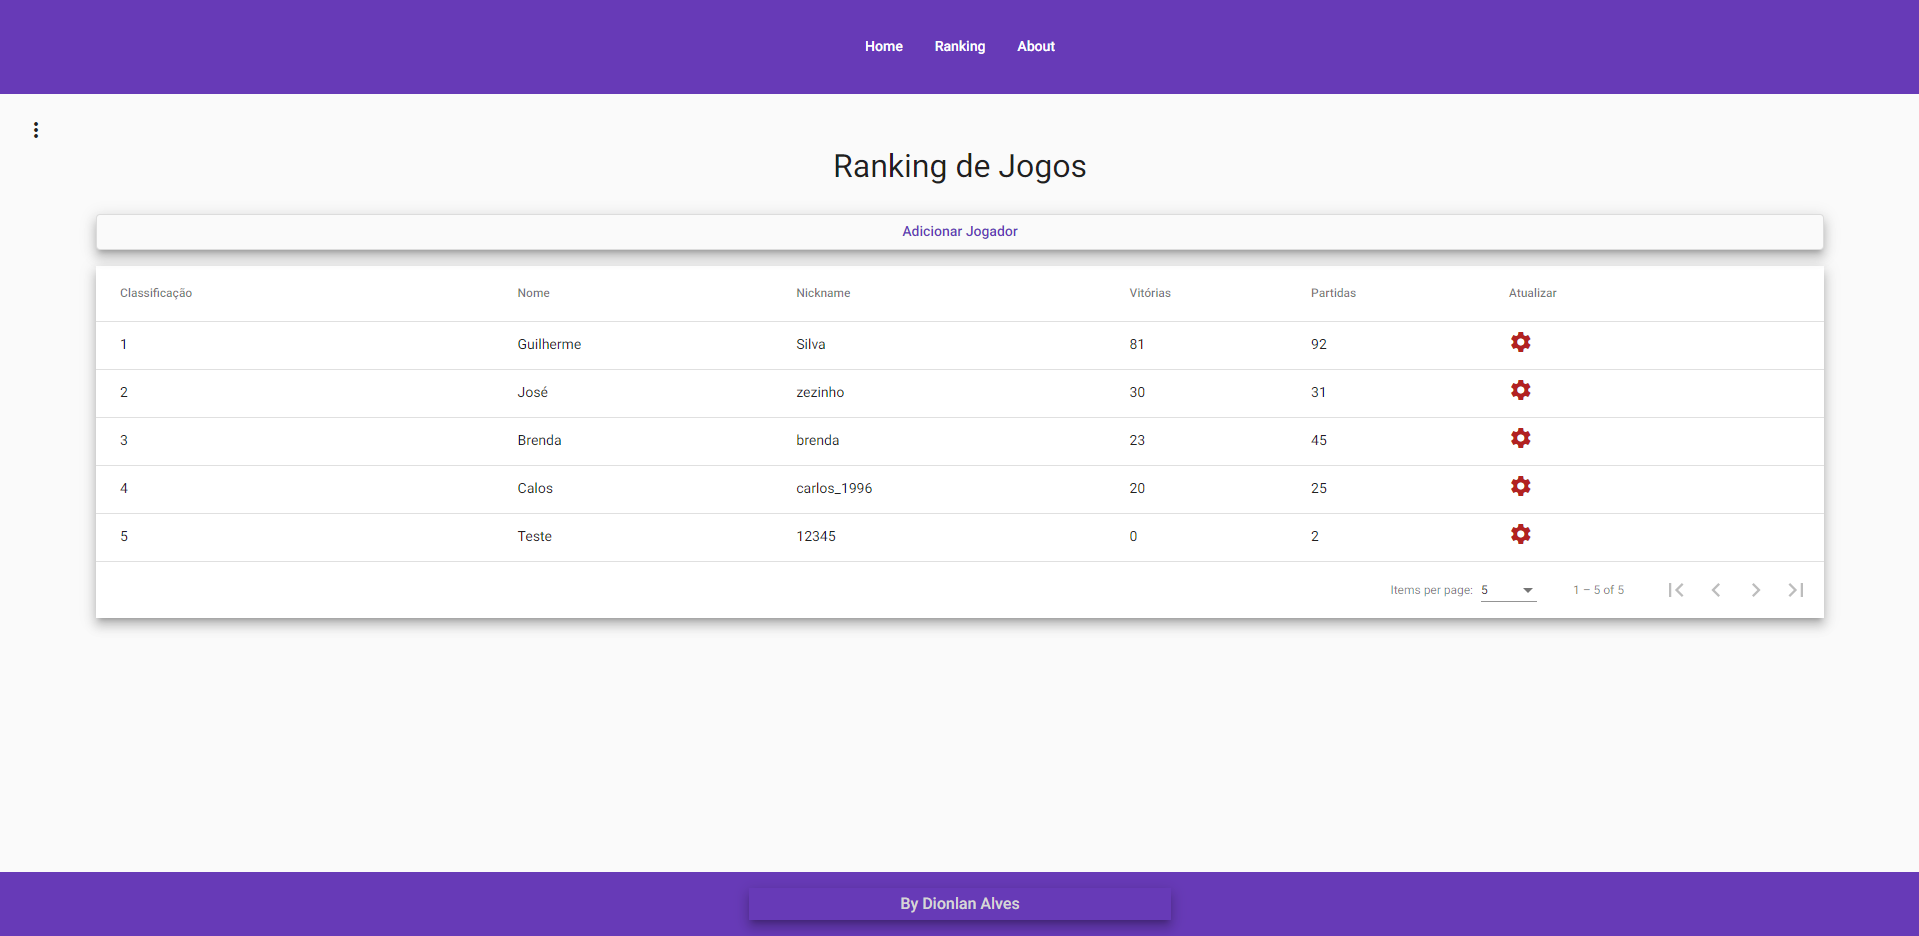 Home Ranking About
Ranking de Jogos
Adicionar Jogador
Classificação Nome Nickname Vitórias Partidas Atualizar
1 Guilherme Silva 81 92
2 José zezinho 30 31
3 Brenda brenda 23 45
4 Calos carlos_1996 20 25
5 Teste 12345 0 2
Items per page: 5 1 – 5 of 5
By Dionlan Alves